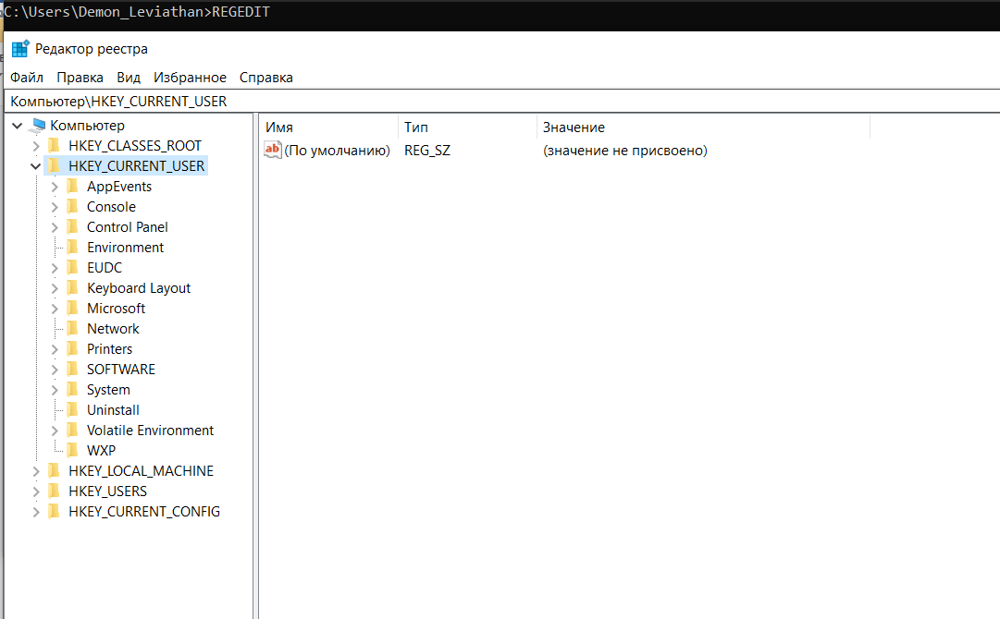 C:\Users\Demon_Leviathan>REGEDIT
Редактор реестра
Файл Правка Вид Избранное Справка
Компьютер\HKEY_CURRENT_USER
Компьютер
HKEY_CLASSES_ROOT
HKEY_CURRENT_USER
AppEvents
Console
Control Panel
Environment
EUDC
Keyboard Layout
Microsoft
Network
Printers
SOFTWARE
System
Uninstall
Volatile Environment
WXP
HKEY_LOCAL_MACHINE
HKEY_USERS
HKEY_CURRENT_CONFIG
Имя Тип Значение
ab (По умолчанию) REG_SZ (значение не присвоено)